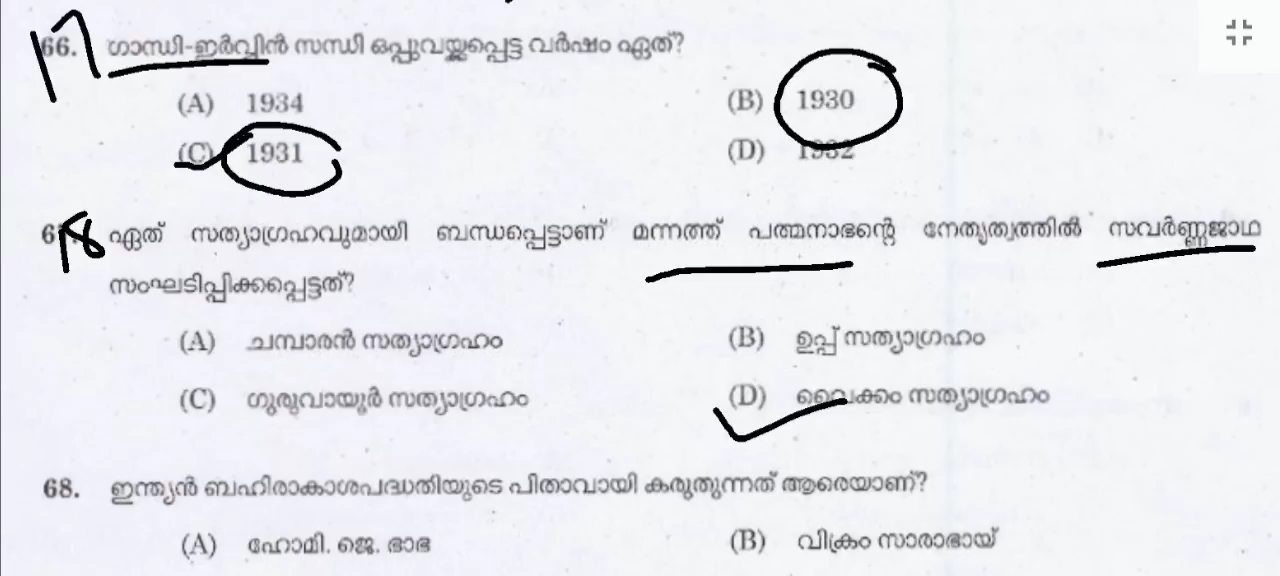 66. ഗാന്ധി-ഇർവ്വിൻ സന്ധി ഒപ്പുവയ്ക്കപ്പെട്ട വർഷം ഏത്?
(A) 1934 (B) 1930
(C) 1931 (D) 1932
17
18 ഏത് സത്യാഗ്രഹവുമായി ബന്ധപ്പെട്ടാണ് മന്നത്ത് പത്മനാഭന്റെ നേതൃത്വത്തിൽ സവർണ്ണജാഥ
സംഘടിപ്പിക്കപ്പെട്ടത്?
(A) ചമ്പാരൻ സത്യാഗ്രഹം (B) ഉപ്പ് സത്യാഗ്രഹം
(C) ഗുരുവായൂർ സത്യാഗ്രഹം (D) വൈക്കം സത്യാഗ്രഹം
68. ഇന്ത്യൻ ബഹിരാകാശപദ്ധതിയുടെ പിതാവായി കരുതുന്നത് ആരെയാണ്?
(A) ഹോമി. ജെ. ഭാഭ (B) വിക്രം സാരാഭായ്